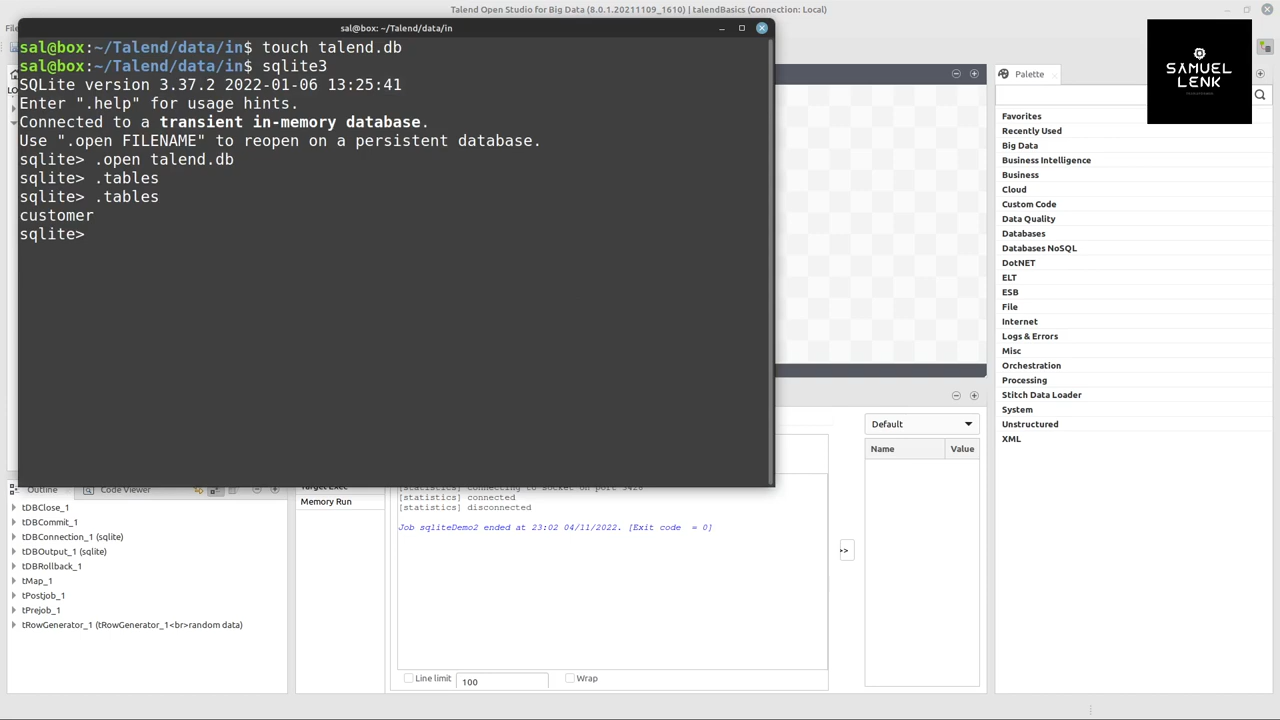 Talend Open Studio for Big Data (8.0.1.20211109_1610) | talendBasics (Connection: Local)
sal@box: ~/Talend/data/in
sal@box:~/Talend/data/in$ touch talend.db
sal@box:~/Talend/data/in$ sqlite3
SQLite version 3.37.2 2022-01-06 13:25:41
Enter ".help" for usage hints.
Connected to a transient in-memory database.
Use ".open FILENAME" to reopen on a persistent database.
sqlite> .open talend.db
sqlite> .tables
sqlite> .tables
customer
sqlite>
SAMUEL
LENK
Palette
Favorites
Recently Used
Big Data
Business Intelligence
Business
Cloud
Custom Code
Data Quality
Databases
Databases NoSQL
DotNET
ELT
ESB
File
Internet
Logs & Errors
Misc
Orchestration
Processing
Stitch Data Loader
System
Unstructured
XML
Default
Name Value
Outline Code Viewer
tDBClose_1
tDBCommit_1
tDBConnection_1 (sqlite)
tDBOutput_1 (sqlite)
tDBRollback_1
tMap_1
tPostjob_1
tPrejob_1
tRowGenerator_1 (tRowGenerator_1<br>random data)
Memory Run
[statistics] connecting to socket on port 3426
[statistics] connected
[statistics] disconnected
Job sqliteDemo2 ended at 23:02 04/11/2022. [Exit code = 0]
>>
Line limit 100 Wrap